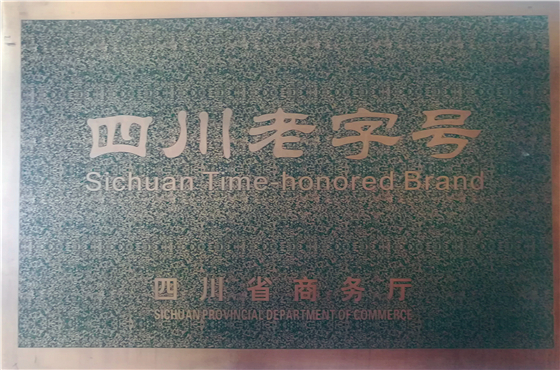 四川老字号
Sichuan Time-honored Brand
四川省商务厅
SICHUAN PROVINCIAL DEPARTMENT OF COMMERCE